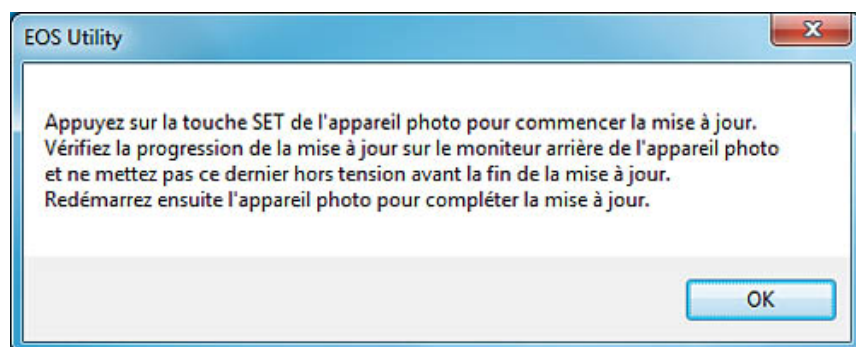 EOS Utility
Appuyez sur la touche SET de l'appareil photo pour commencer la mise à jour.
Vérifiez la progression de la mise à jour sur le moniteur arrière de l'appareil photo
et ne mettez pas ce dernier hors tension avant la fin de la mise à jour.
Redémarrez ensuite l'appareil photo pour compléter la mise à jour.
OK